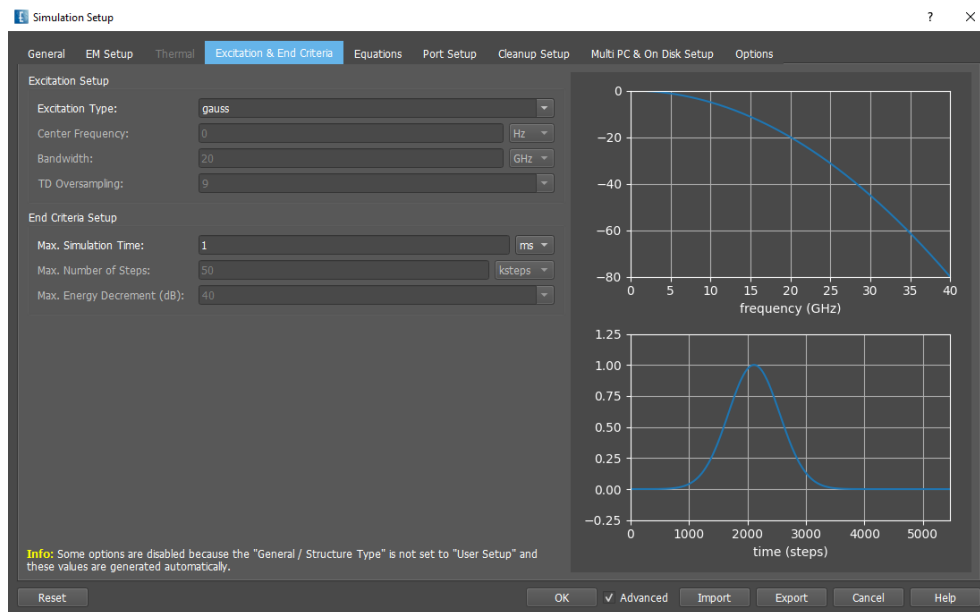 Simulation Setup
?
General EM Setup Thermal Excitation & End Criteria Equations Port Setup Cleanup Setup Multi PC & On Disk Setup Options
Excitation Setup
Excitation Type: gauss
Center Frequency: 0 Hz
Bandwidth: 20 GHz
TD Oversampling: 9
End Criteria Setup
Max. Simulation Time: 1 ms
Max. Number of Steps: 50 ksteps
Max. Energy Decrement (dB): 40
0
−20
−40
−60
−80
0 5 10 15 20 25 30 35 40
frequency (GHz)
1.25
1.00
0.75
0.50
0.25
0.00
−0.25
0 1000 2000 3000 4000 5000
time (steps)
Info: Some options are disabled because the "General / Structure Type" is not set to "User Setup" and
these values are generated automatically.
Reset OK Advanced Import Export Cancel Help